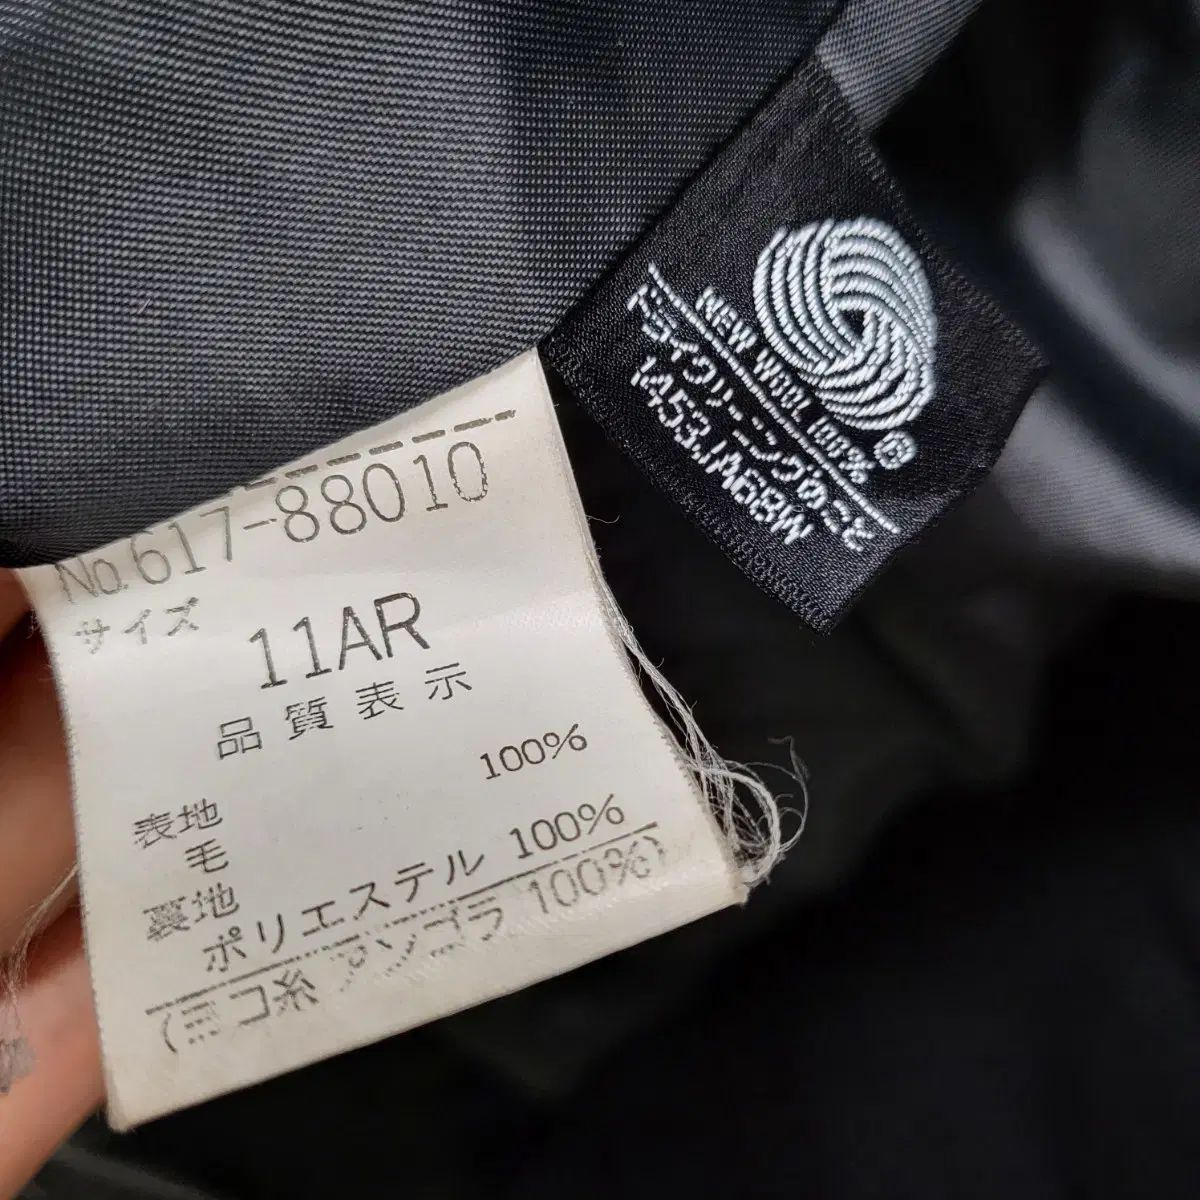 No.617-88010
サイズ
11AR
品質表示
100%
表地
毛
裏地
ポリエステル 100%
(ヨコ糸 アンゴラ 100%)
NEW WOOL 100%
®
ドライクリーニングのこと
1453JA68W